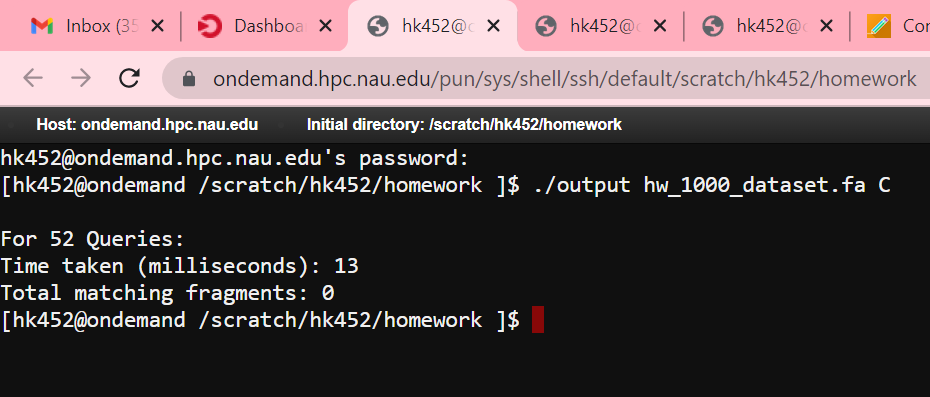 Inbox (35
Dashboa
hk452@
hk452@
hk452@
Cor
ondemand.hpc.nau.edu/pun/sys/shell/ssh/default/scratch/hk452/homework
Host: ondemand.hpc.nau.edu Initial directory: /scratch/hk452/homework
hk452@ondemand.hpc.nau.edu's password:
[hk452@ondemand /scratch/hk452/homework ]$ ./output hw_1000_dataset.fa C
For 52 Queries:
Time taken (milliseconds): 13
Total matching fragments: 0
[hk452@ondemand /scratch/hk452/homework ]$